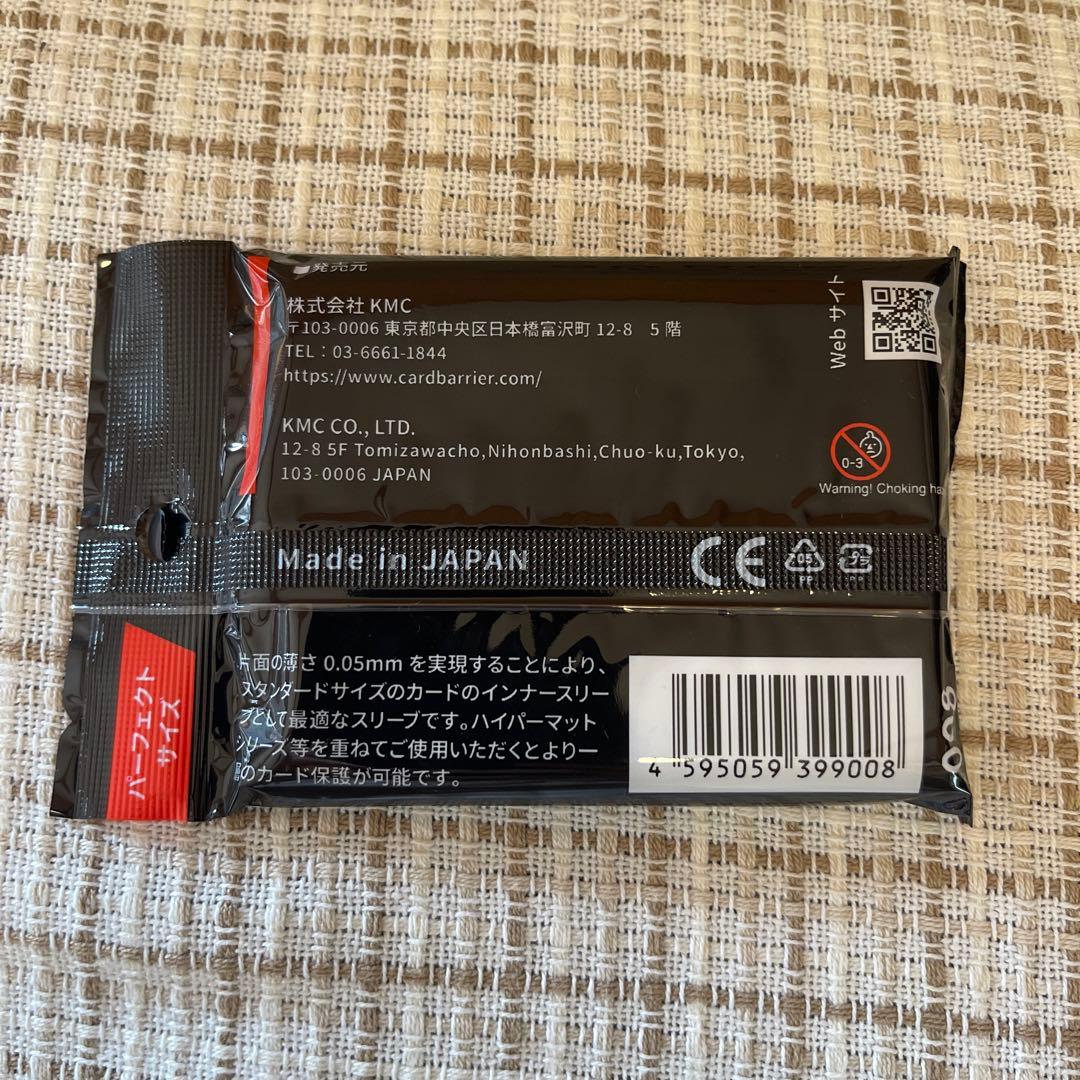 発売元
株式会社 KMC
〒103-0006 東京都中央区日本橋富沢町 12-8 5 階
TEL：03-6661-1844
https://www.cardbarrier.com/
KMC CO., LTD.
12-8 5F Tomizawacho,Nihonbashi,Chuo-ku,Tokyo,
103-0006 JAPAN
Web サイト
0-3
Warning! Choking ha
Made in JAPAN
CE
05
PP
プラ
PP
パーフェクト
サイズ
片面の薄さ 0.05mm を実現することにより、
スタンダードサイズのカードのインナースリー
ブとして最適なスリーブです。ハイパーマット
シリーズ等を重ねてご使用いただくとより一
のカード保護が可能です。
4 595059 399008
008